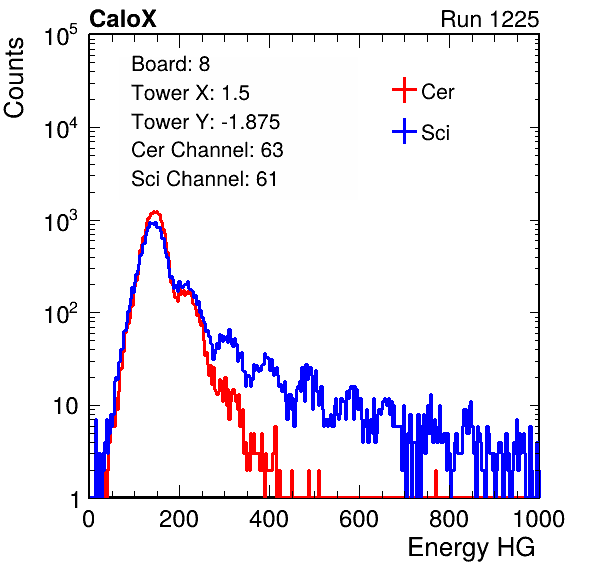 CaloX Run 1225
Counts
Board: 8
Tower X: 1.5
Tower Y: -1.875
Cer Channel: 63
Sci Channel: 61
Cer
Sci
10^5
10^4
10^3
10^2
10
1
0 200 400 600 800 1000
Energy HG